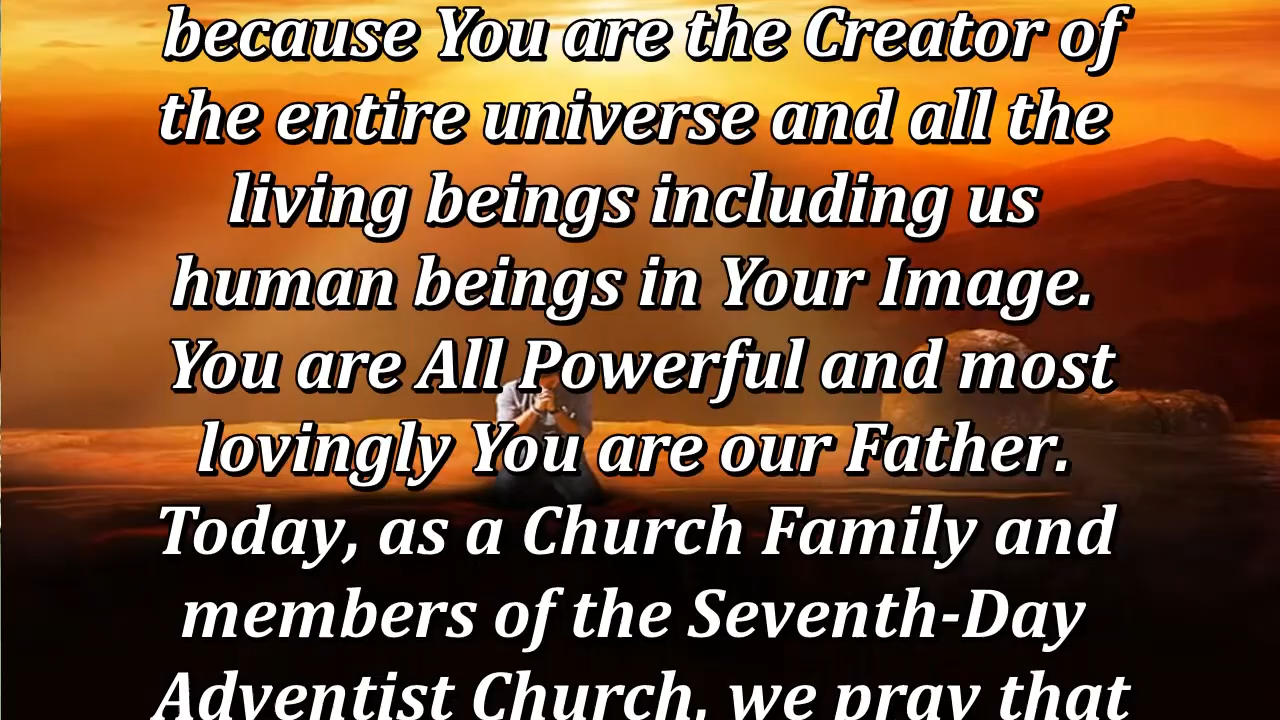 because You are the Creator of
the entire universe and all the
living beings including us
human beings in Your Image.
You are All Powerful and most
lovingly You are our Father.
Today, as a Church Family and
members of the Seventh-Day
Adventist Church, we pray that